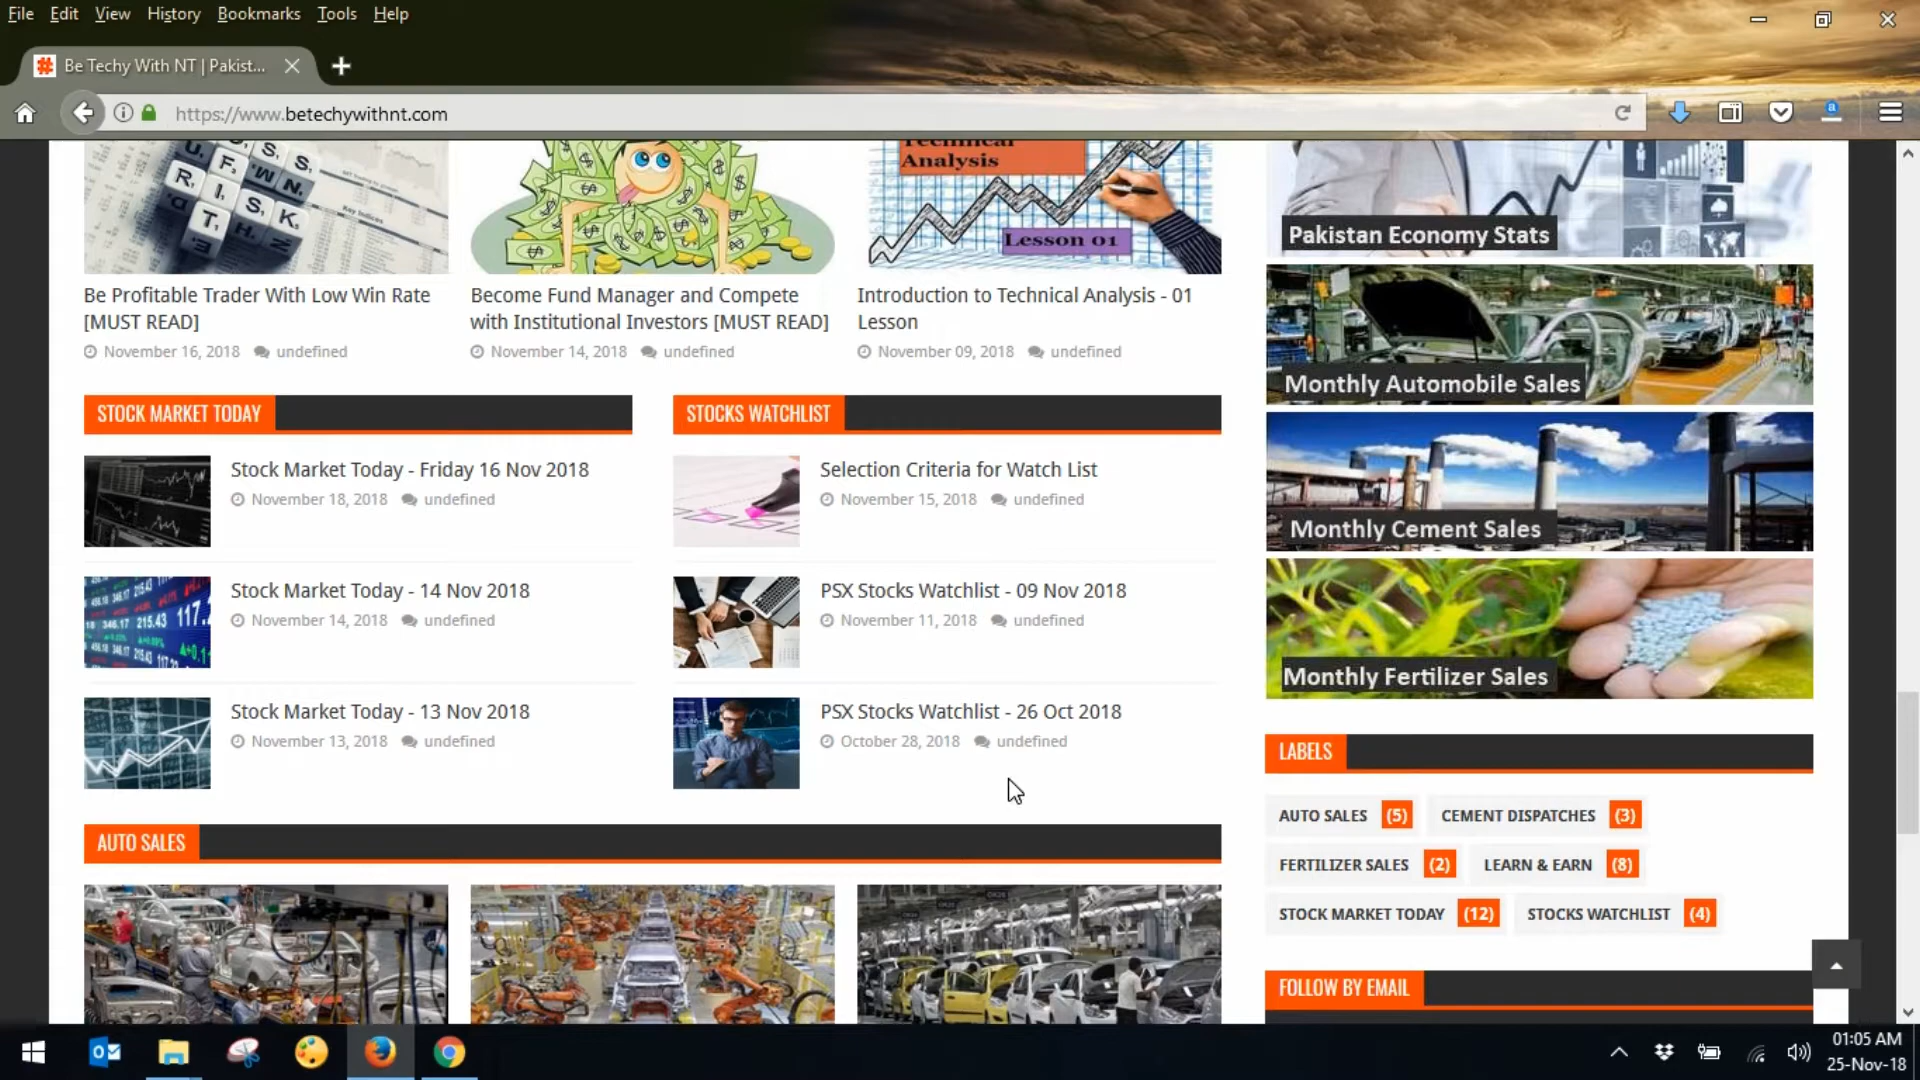 File Edit View History Bookmarks Tools Help
Be Techy With NT | Pakist...
https://www.betechywithnt.com
Technical
Analysis
Lesson 01
Pakistan Economy Stats
Be Profitable Trader With Low Win Rate
[MUST READ]
November 16, 2018 undefined
Become Fund Manager and Compete
with Institutional Investors [MUST READ]
November 14, 2018 undefined
Introduction to Technical Analysis - 01
Lesson
November 09, 2018 undefined
Monthly Automobile Sales
STOCK MARKET TODAY
STOCKS WATCHLIST
Stock Market Today - Friday 16 Nov 2018
November 18, 2018 undefined
Selection Criteria for Watch List
November 15, 2018 undefined
Monthly Cement Sales
Stock Market Today - 14 Nov 2018
November 14, 2018 undefined
PSX Stocks Watchlist - 09 Nov 2018
November 11, 2018 undefined
Monthly Fertilizer Sales
Stock Market Today - 13 Nov 2018
November 13, 2018 undefined
PSX Stocks Watchlist - 26 Oct 2018
October 28, 2018 undefined
LABELS
AUTO SALES (5) CEMENT DISPATCHES (3)
FERTILIZER SALES (2) LEARN & EARN (8)
STOCK MARKET TODAY (12) STOCKS WATCHLIST (4)
AUTO SALES
FOLLOW BY EMAIL
01:05 AM
25-Nov-18